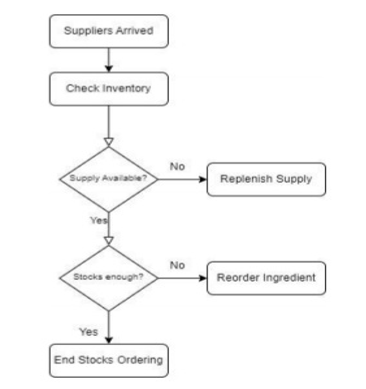 Suppliers Arrived
Check Inventory
Supply Available?
No
Replenish Supply
Yes
Stocks enough?
No
Reorder Ingredient
Yes
End Stocks Ordering